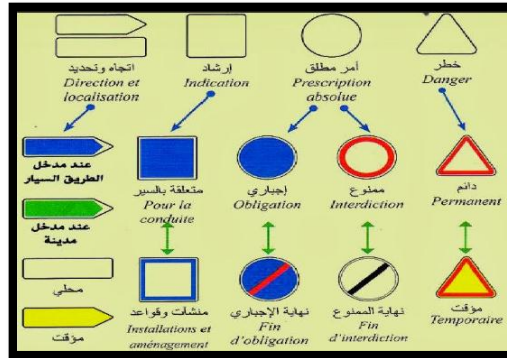 اتجاه وتحديد
Direction et
localisation
إرشاد
Indication
أمر مطلق
Prescription
absolue
خطر
Danger
عند مدخل
الطريق السيار
متعلقة بالسير
Pour la
conduite
إجباري
Obligation
ممنوع
Interdiction
دائم
Permanent
عند مدخل
مدينة
محلي
مؤقت
منشآت وقواعد
Installations et
aménagement
نهاية الإجباري
Fin
d'obligation
نهاية الممنوع
Fin
d'interdiction
مؤقت
Temporaire